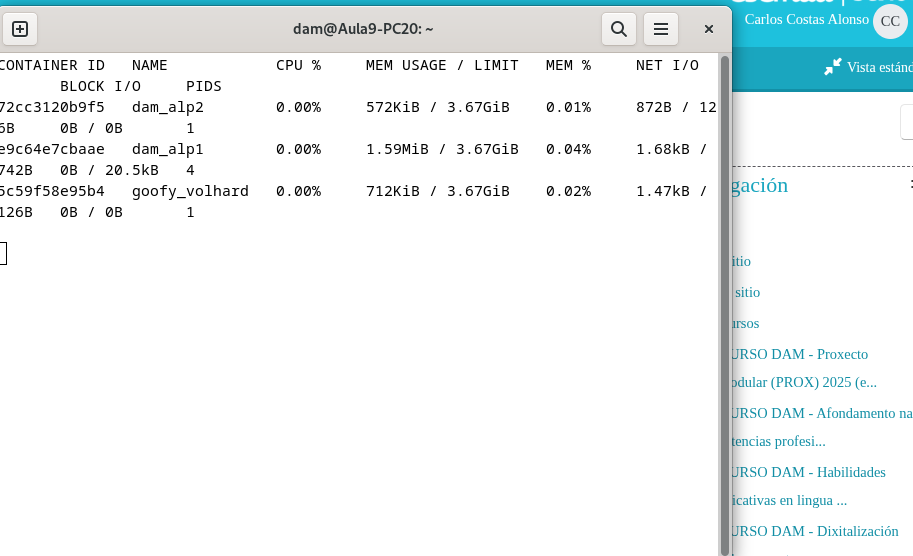 Carlos Costas Alonso CC
dam@Aula9-PC20: ~
Vista estánd
CONTAINER ID   NAME            CPU %     MEM USAGE / LIMIT   MEM %     NET I/O
BLOCK I/O     PIDS
72cc3120b9f5   dam_alp2        0.00%     572KiB / 3.67GiB    0.01%     872B / 12
6B     0B / 0B       1
e9c64e7cbaae   dam_alp1        0.00%     1.59MiB / 3.67GiB   0.04%     1.68kB /
742B   0B / 20.5kB   4
5c59f58e95b4   goofy_volhard   0.00%     712KiB / 3.67GiB    0.02%     1.47kB /
126B   0B / 0B       1
gación
itio
sitio
ursos
URSO DAM - Proxecto
odular (PROX) 2025 (e...
URSO DAM - Afondamento na
tencias profesi...
URSO DAM - Habilidades
icativas en lingua ...
URSO DAM - Dixitalización